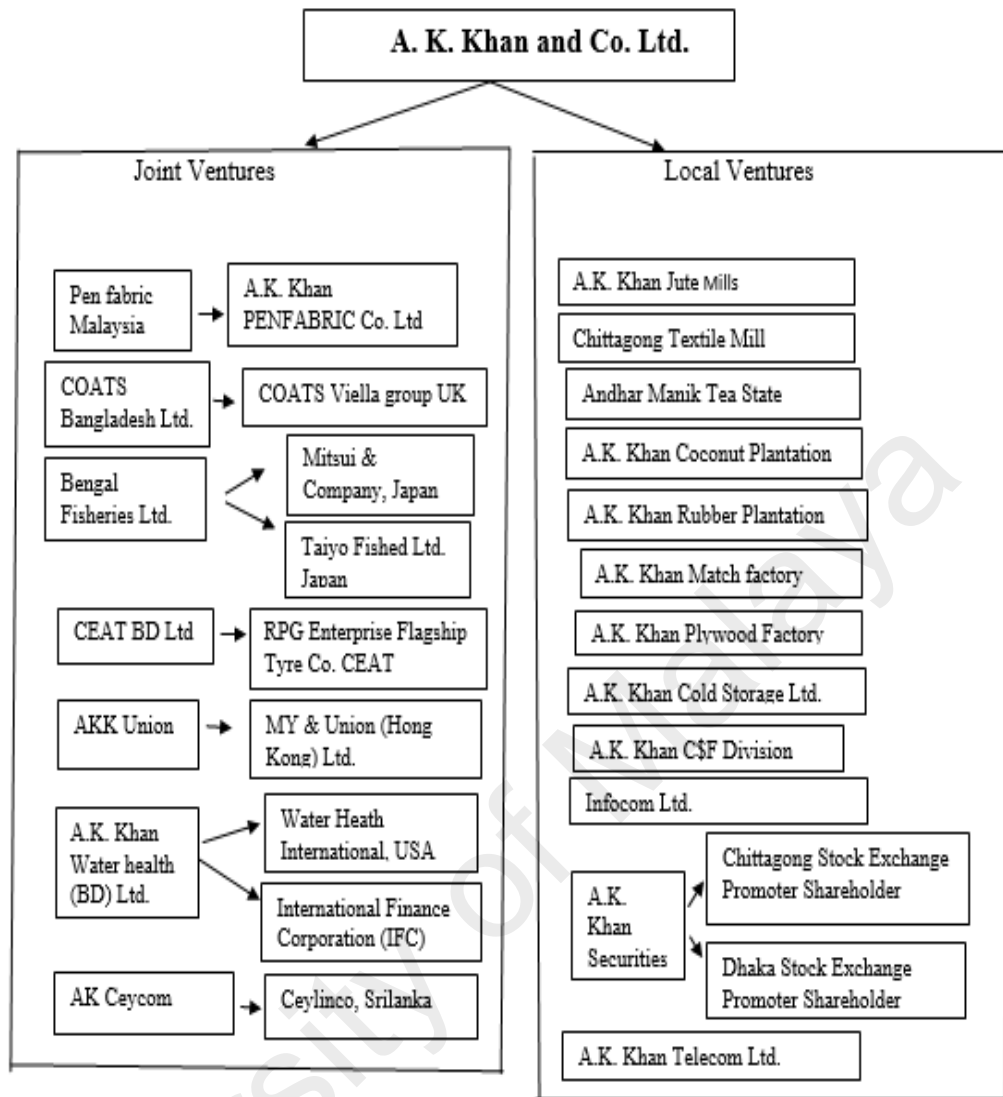 A. K. Khan and Co. Ltd.
Joint Ventures
Pen fabric
Malaysia
A.K. Khan
PENFABRIC Co. Ltd
COATS
Bangladesh Ltd.
COATS Viella group UK
Bengal
Fisheries Ltd.
Mitsui &
Company, Japan
Taiyo Fished Ltd.
Japan
CEAT BD Ltd
RPG Enterprise Flagship
Tyre Co. CEAT
AKK Union
MY & Union (Hong
Kong) Ltd.
A.K. Khan
Water health
(BD) Ltd.
Water Heath
International, USA
International Finance
Corporation (IFC)
AK Ceycom
Ceylinco, Srilanka
Local Ventures
A.K. Khan Jute Mills
Chittagong Textile Mill
Andhar Manik Tea State
A.K. Khan Coconut Plantation
A.K. Khan Rubber Plantation
A.K. Khan Match factory
A.K. Khan Plywood Factory
A.K. Khan Cold Storage Ltd.
A.K. Khan C$F Division
Infocom Ltd.
A.K.
Khan
Securities
Chittagong Stock Exchange
Promoter Shareholder
Dhaka Stock Exchange
Promoter Shareholder
A.K. Khan Telecom Ltd.
ersity of Malaya